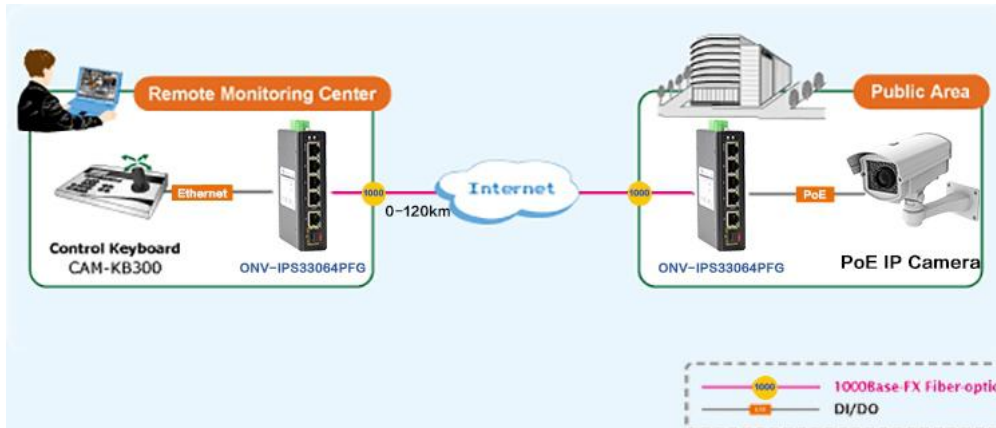 Remote Monitoring Center
Public Area
Ethernet
1000
0-120km
Internet
1000
PoE
Control Keyboard
CAM-KB300
ONV-IPS33064PFG
ONV-IPS33064PFG
PoE IP Camera
1000
1000Base-FX Fiber-optic
DI/DO